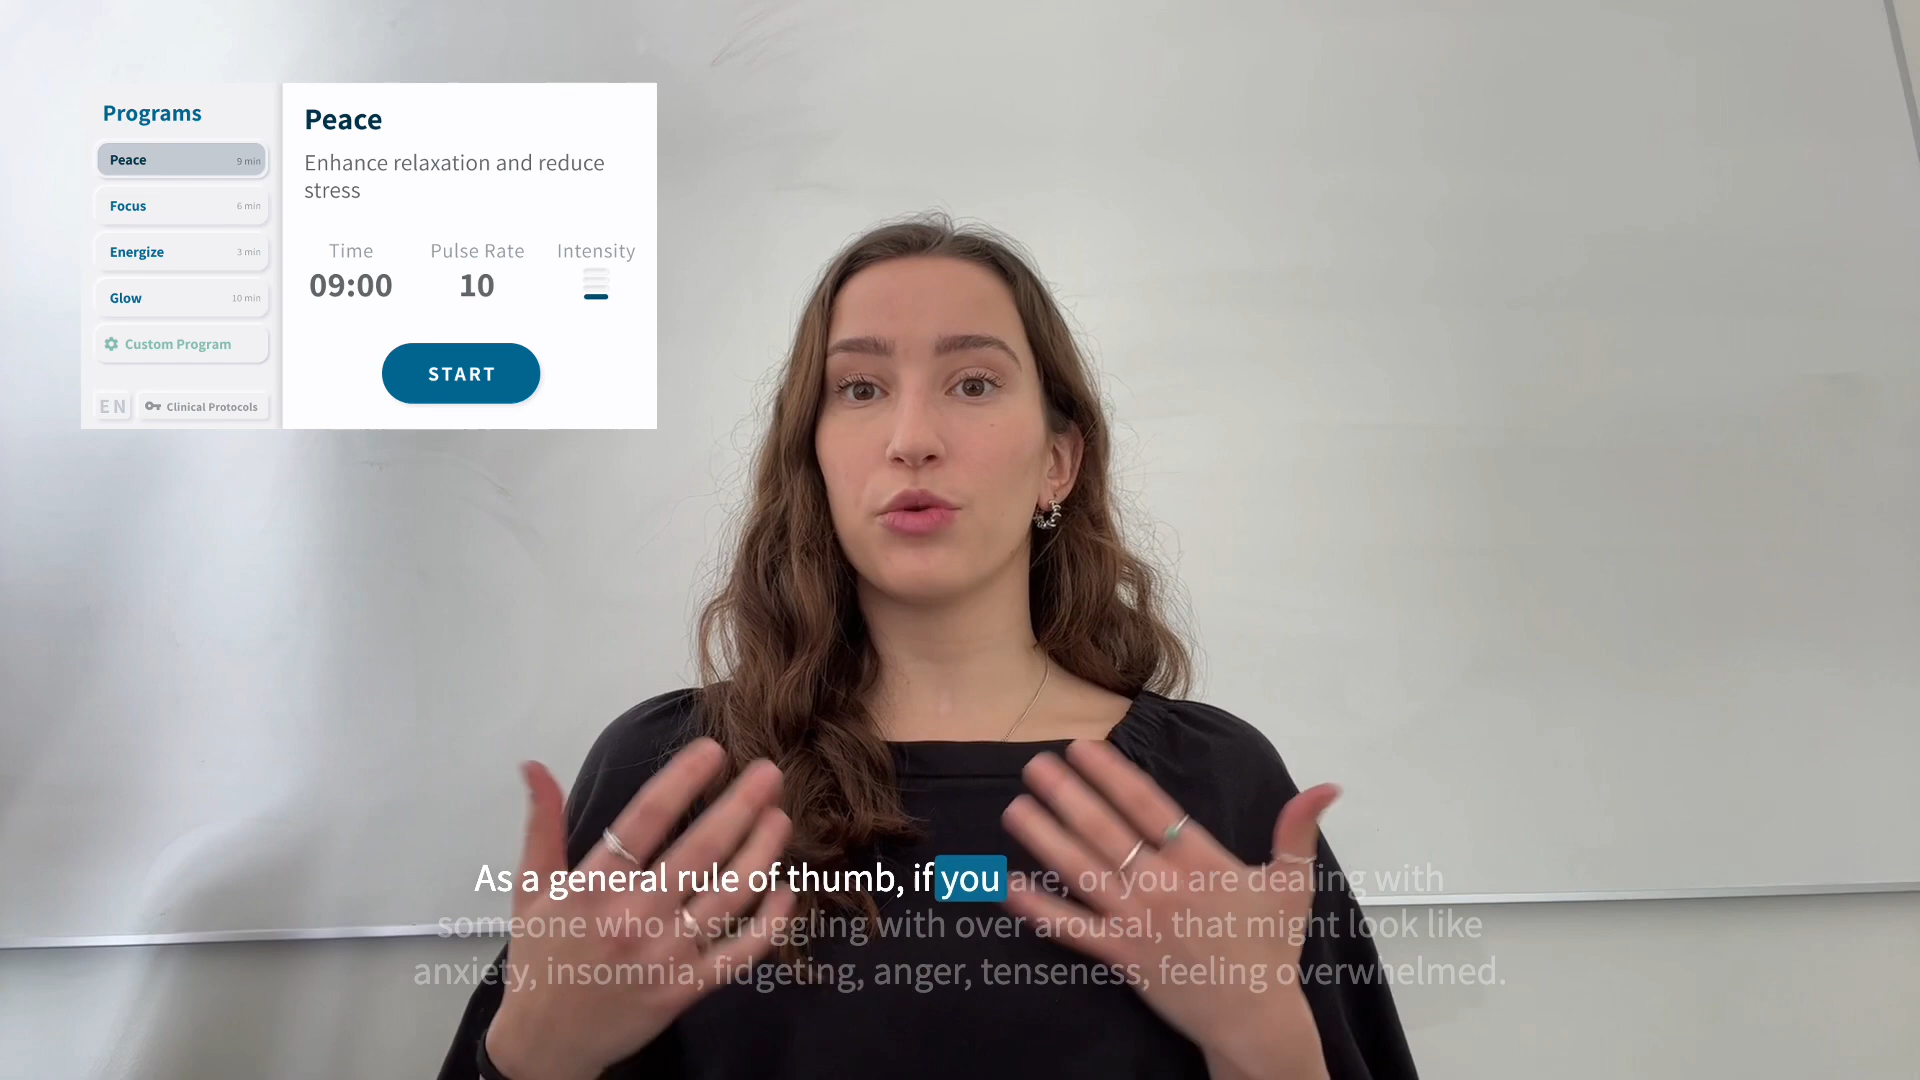 Programs
Peace 9 min
Focus 6 min
Energize 3 min
Glow 10 min
Custom Program
EN Clinical Protocols
Peace
Enhance relaxation and reduce
stress
Time Pulse Rate Intensity
09:00 10
START
As a general rule of thumb, if you are, or you are dealing with
someone who is struggling with over arousal, that might look like
anxiety, insomnia, fidgeting, anger, tenseness, feeling overwhelmed.